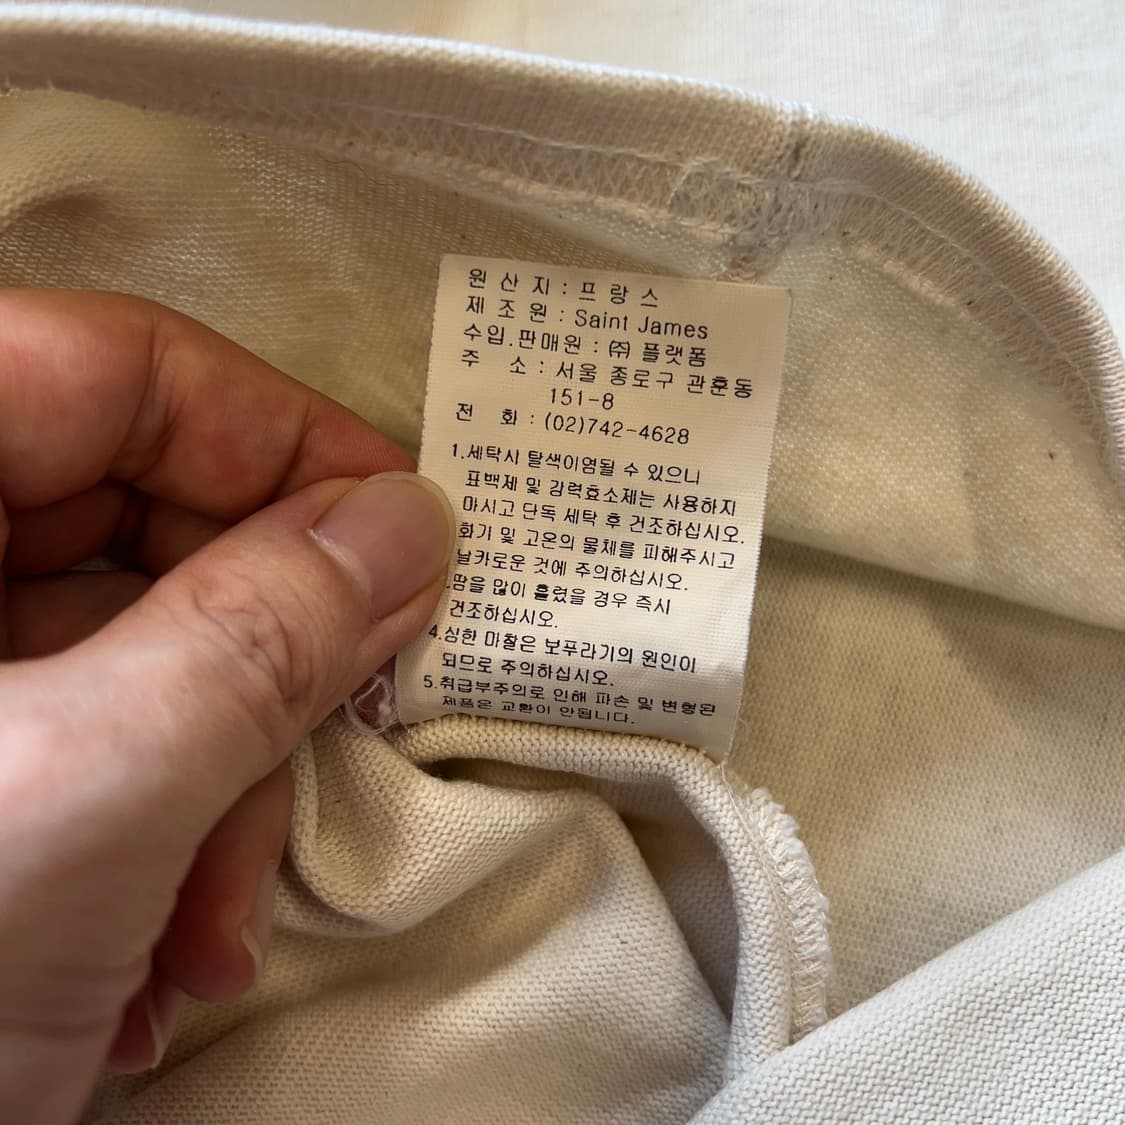 원 산 지 : 프 랑 스
제 조 원 : Saint James
수입.판매원 : ㈜ 플랫폼
주 소 : 서울 종로구 관훈동
151-8
전 화 : (02)742-4628
1.세탁시 탈색이염될 수 있으니
표백제 및 강력효소제는 사용하지
마시고 단독 세탁 후 건조하십시오.
화기 및 고온의 물체를 피해주시고
날카로운 것에 주의하십시오.
.땀을 많이 흘렸을 경우 즉시
건조하십시오.
4.심한 마찰은 보푸라기의 원인이
되므로 주의하십시오.
5.취급부주의로 인해 파손 및 변형된
제품은 교환이 안됩니다.